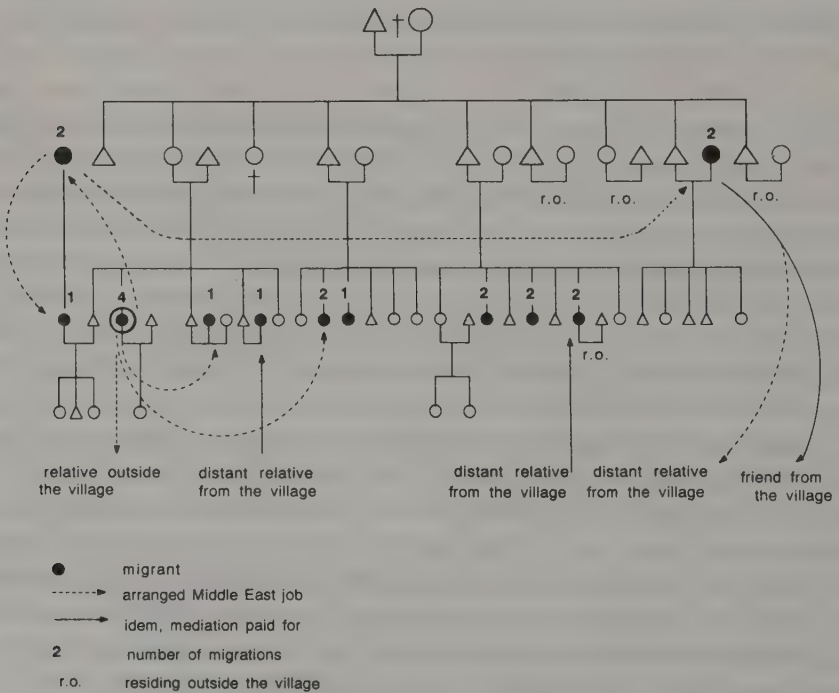 2
2
r.o.
r.o.
r.o.
1
4
1
1
2
1
2
2
2
r.o.
relative outside
the village
distant relative
from the village
distant relative
from the village
distant relative
from the village
friend from
the village
migrant
arranged Middle East job
idem, mediation paid for
2 number of migrations
r.o. residing outside the village